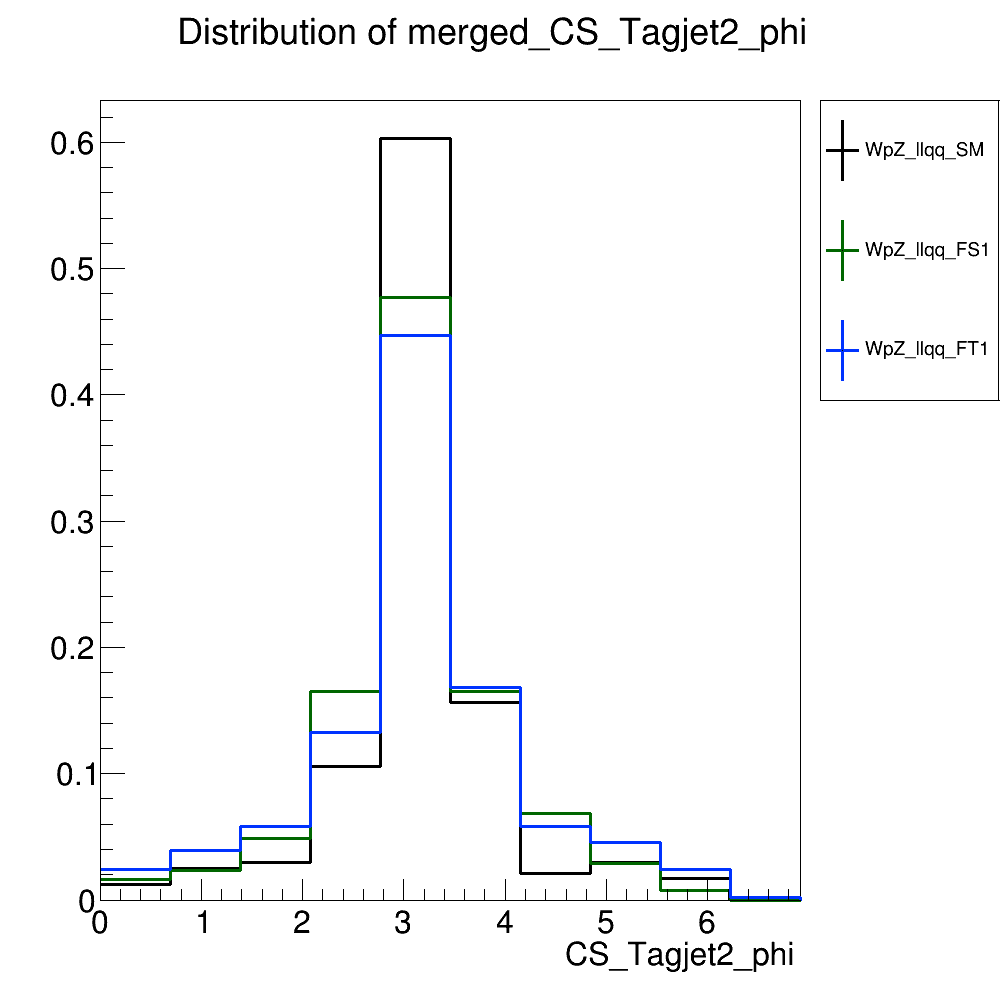 Distribution of merged_CS_Tagjet2_phi
WpZ_llqq_SM
WpZ_llqq_FS1
WpZ_llqq_FT1
0.6
0.5
0.4
0.3
0.2
0.1
0
0 1 2 3 4 5 6
CS_Tagjet2_phi